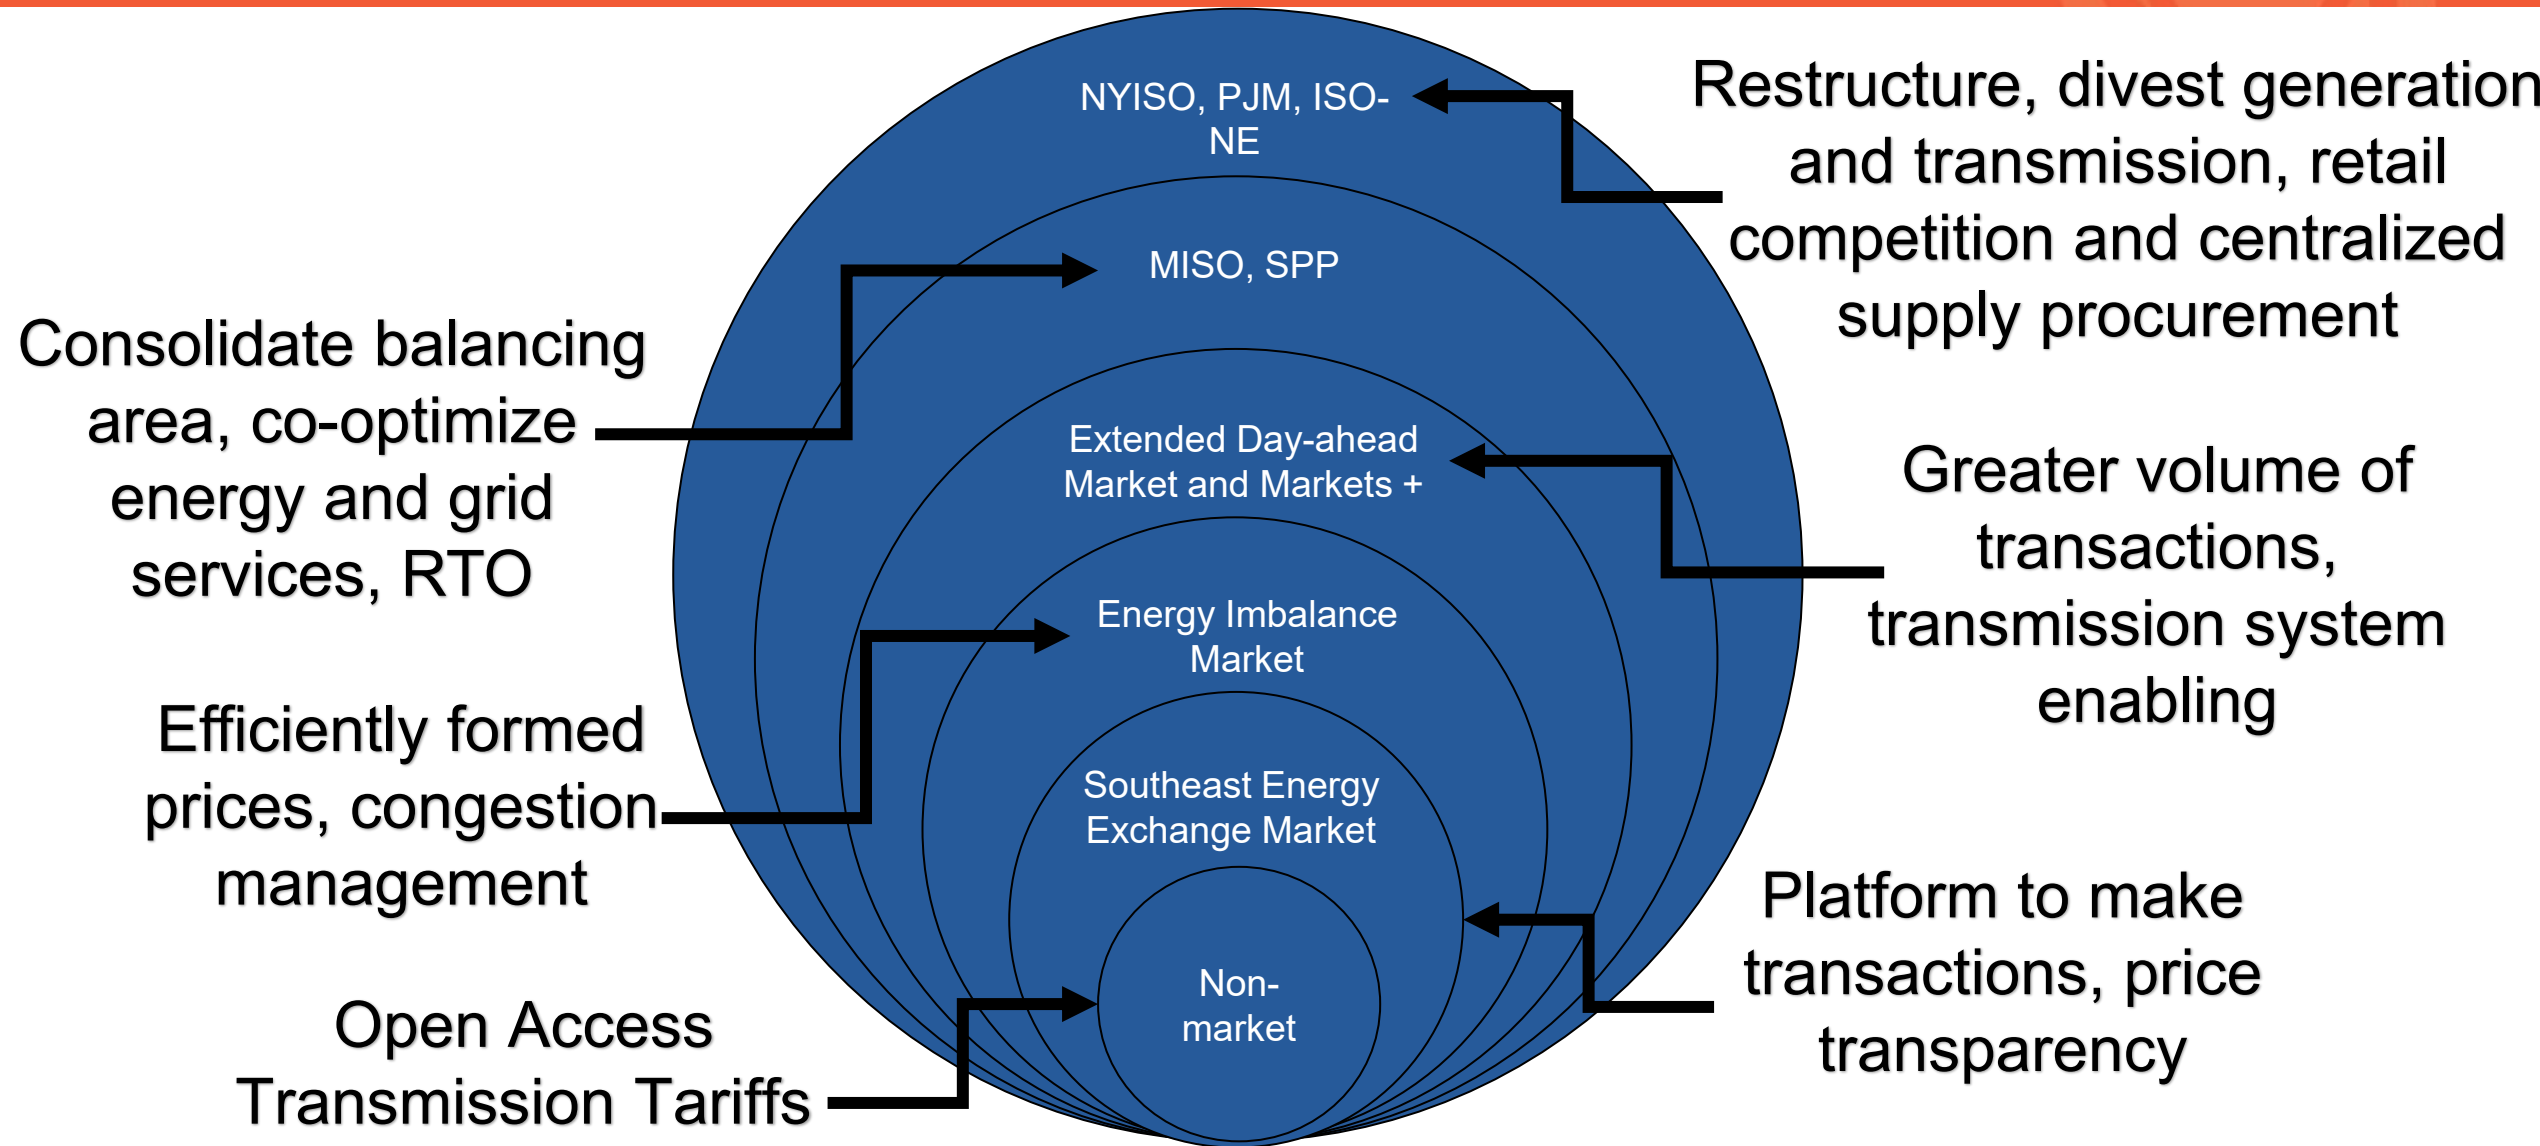 NYISO, PJM, ISO-
NE
Restructure, divest generation
and transmission, retail
competition and centralized
supply procurement
MISO, SPP
Consolidate balancing
area, co-optimize
energy and grid
services, RTO
Extended Day-ahead
Market and Markets +
Greater volume of
transactions,
transmission system
enabling
Energy Imbalance
Market
Efficiently formed
prices, congestion
management
Southeast Energy
Exchange Market
Platform to make
transactions, price
transparency
Non-
market
Open Access
Transmission Tariffs